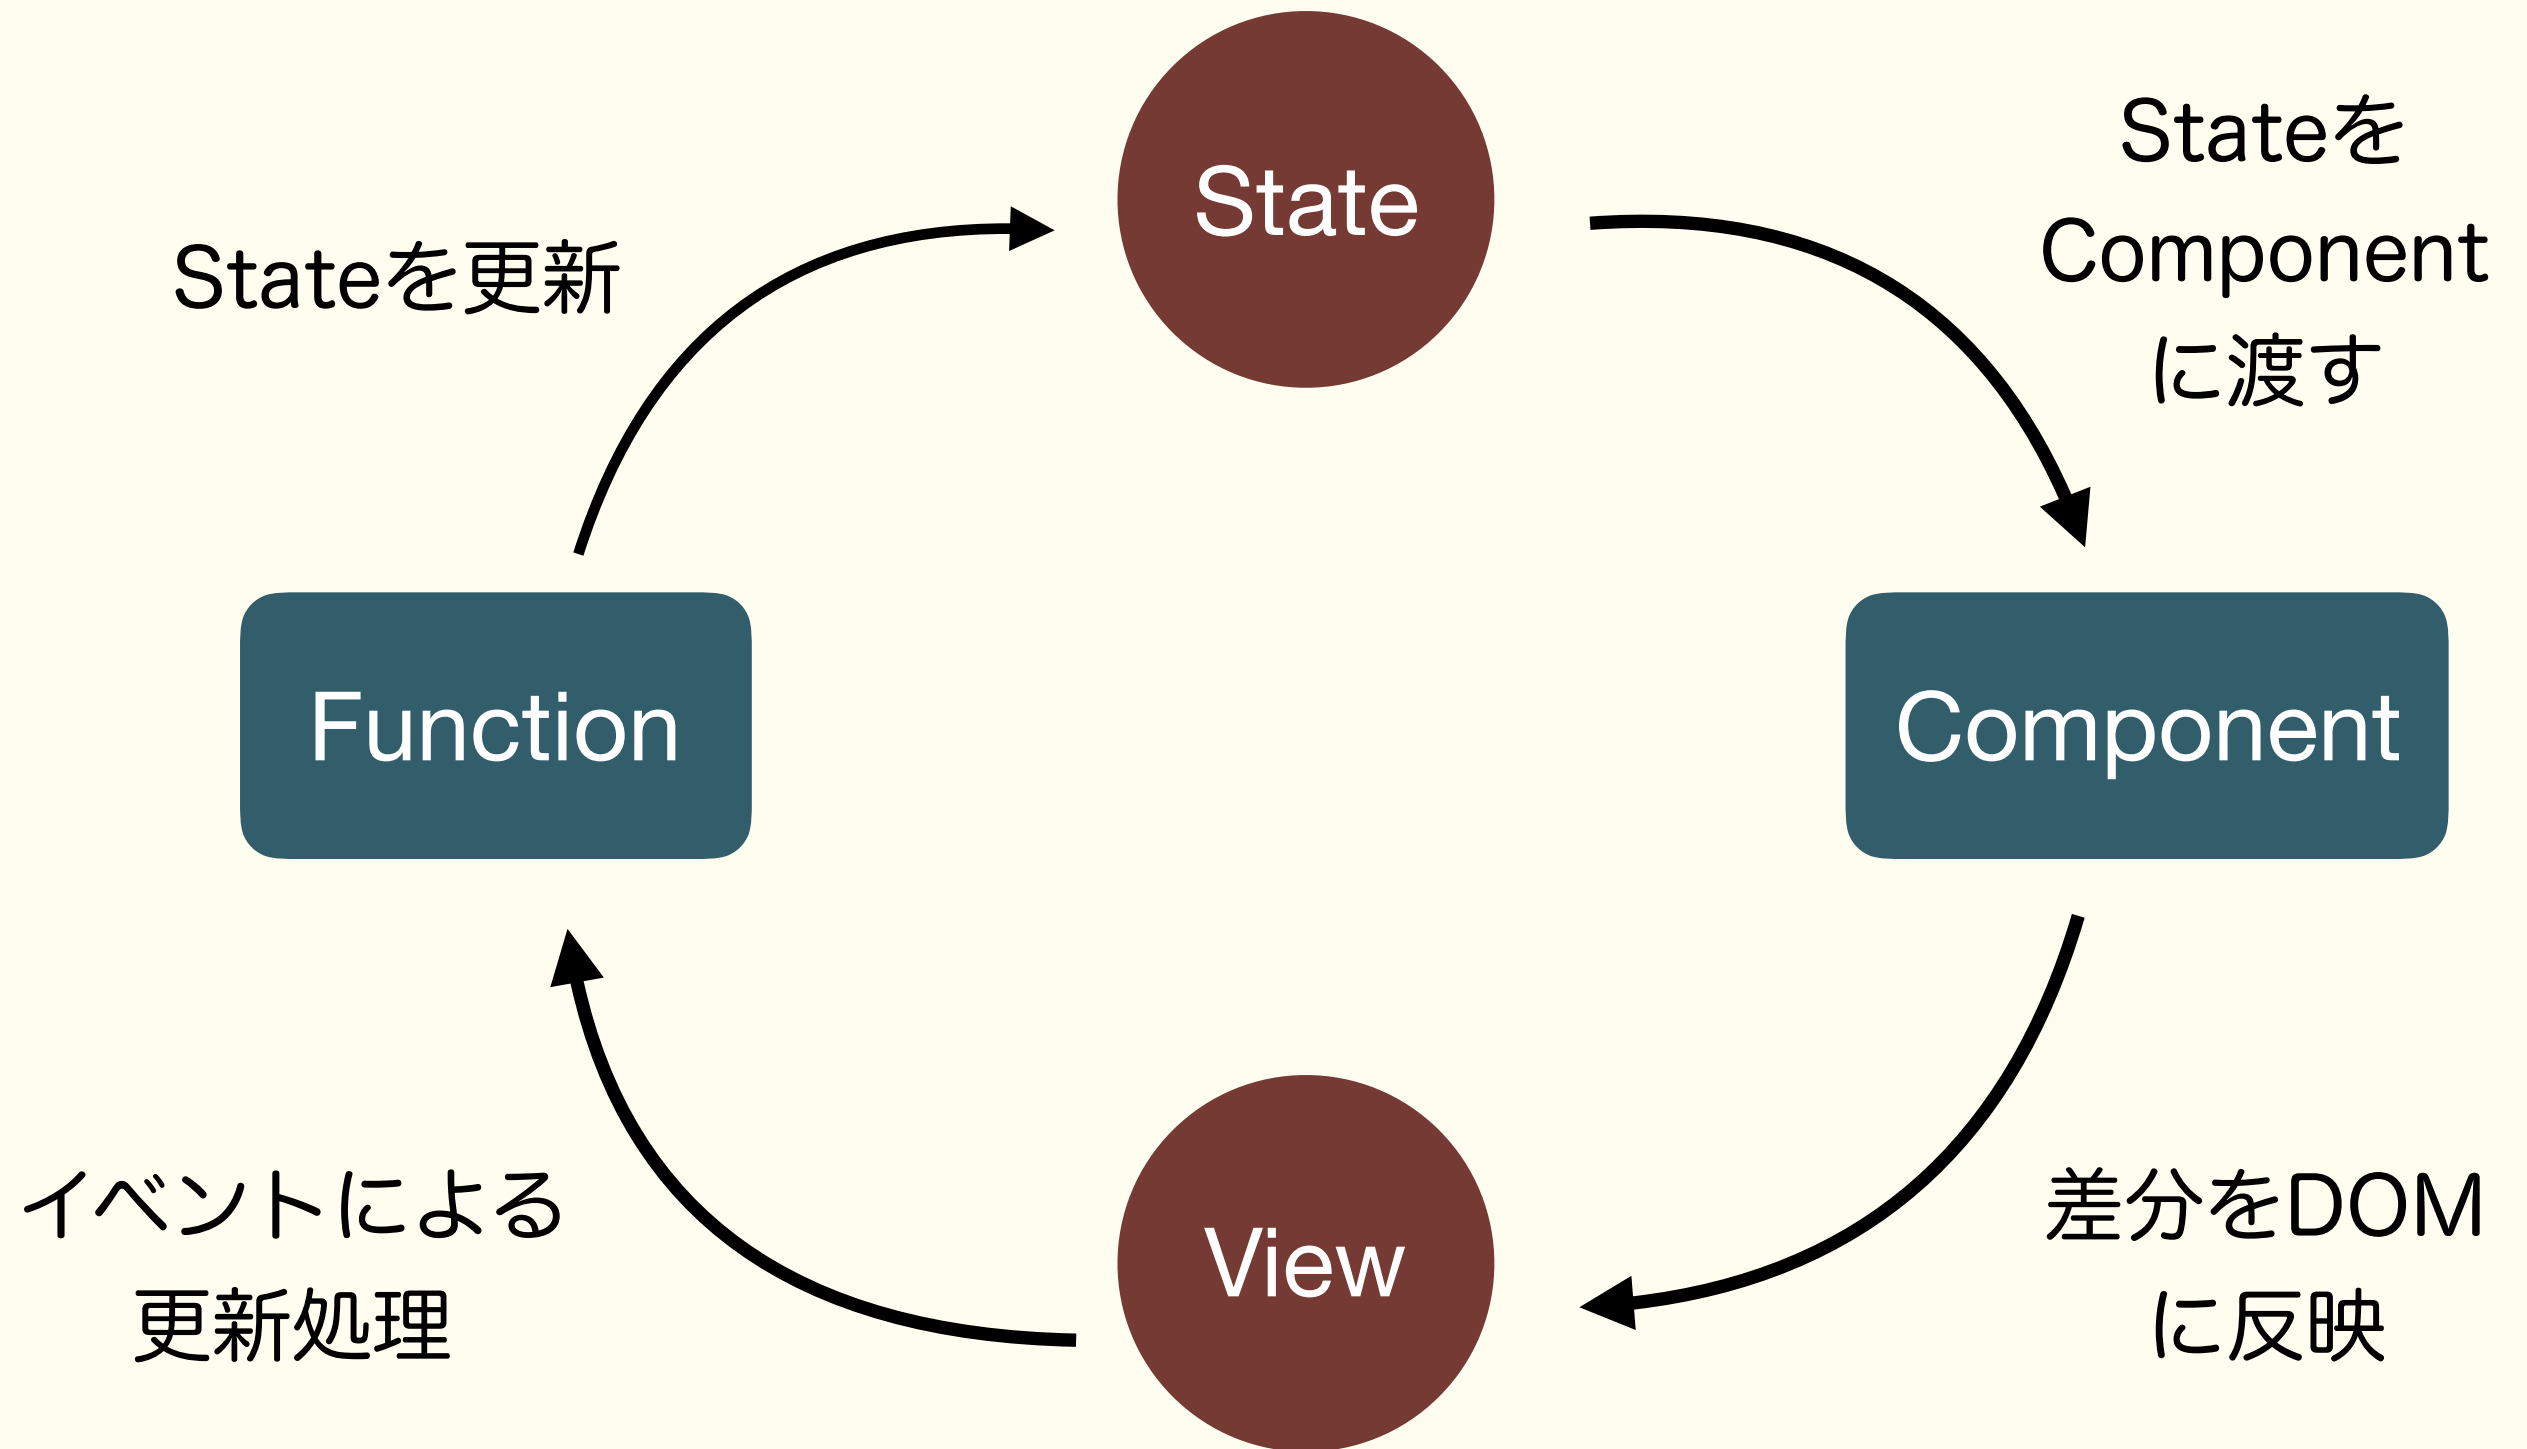 State
Stateを
Component
に渡す
Stateを更新
Function
Component
イベントによる
更新処理
View
差分をDOM
に反映